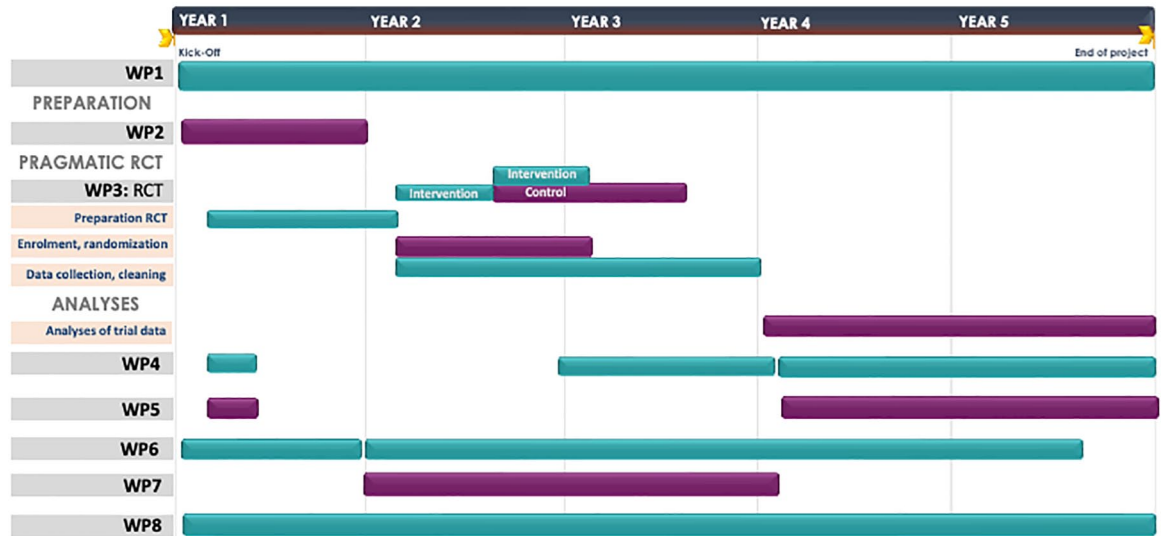 YEAR 1 YEAR 2 YEAR 3 YEAR 4 YEAR 5
Kick-Off End of project
WP1
PREPARATION
WP2
PRAGMATIC RCT
Intervention
WP3: RCT Intervention Control
Preparation RCT
Enrolment, randomization
Data collection, cleaning
ANALYSES
Analyses of trial data
WP4
WP5
WP6
WP7
WP8